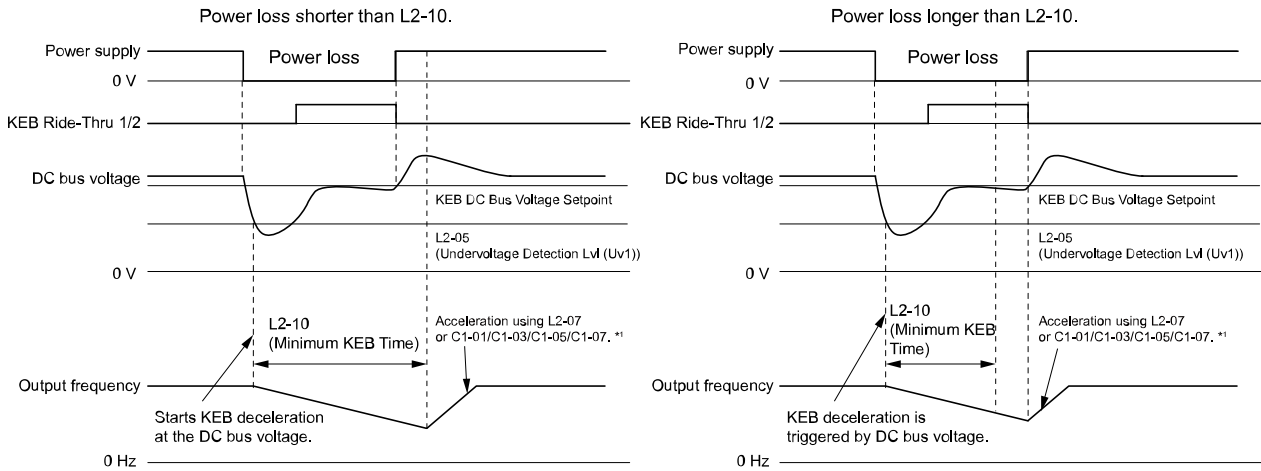 Power loss shorter than L2-10.
Power supply
Power loss
0 V
KEB Ride-Thru 1/2
DC bus voltage
KEB DC Bus Voltage Setpoint
L2-05
(Undervoltage Detection Lvl (Uv1))
0 V
L2-10
(Minimum KEB Time)
Acceleration using L2-07
or C1-01/C1-03/C1-05/C1-07. *1
Output frequency
Starts KEB deceleration
at the DC bus voltage.
0 Hz
Power loss longer than L2-10.
Power supply
Power loss
0 V
KEB Ride-Thru 1/2
DC bus voltage
KEB DC Bus Voltage Setpoint
L2-05
(Undervoltage Detection Lvl (Uv1))
0 V
L2-10
(Minimum KEB
Time)
Acceleration using L2-07
or C1-01/C1-03/C1-05/C1-07. *1
Output frequency
KEB deceleration is
triggered by DC bus voltage.
0 Hz